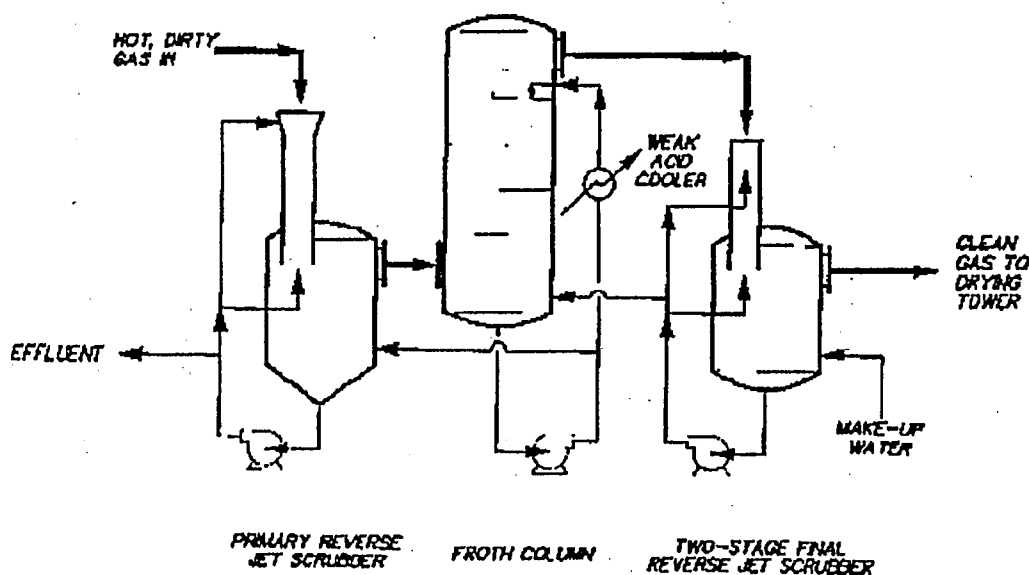 HOT, DIRTY
GAS IN
WEAK
ACID
COOLER
CLEAN
GAS TO
DRYING
TOWER
EFFLUENT
MAKE-UP
WATER
PRIMARY REVERSE
JET SCRUBBER
FROTH COLUMN
TWO-STAGE FINAL
REVERSE JET SCRUBBER